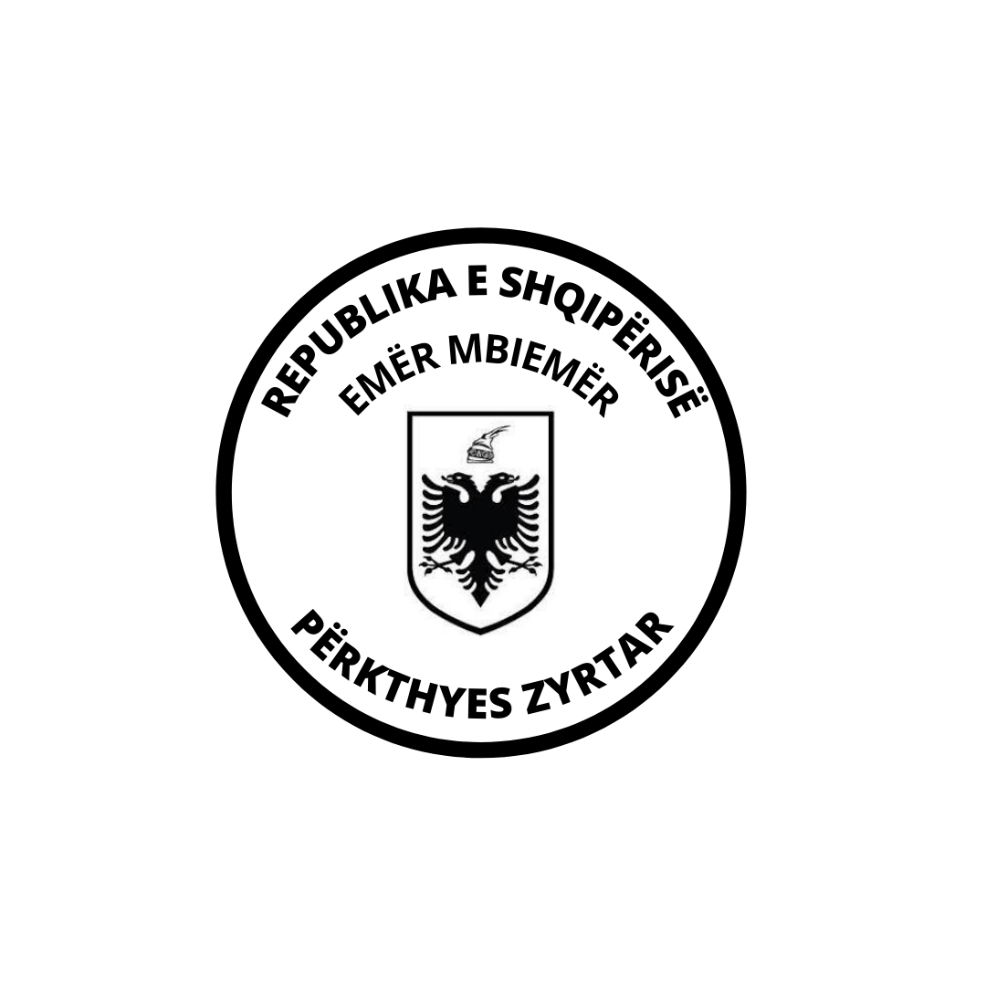 REPUBLIKA E SHQIPËRISË
EMËR MBIEMËR
PËRKTHYES ZYRTAR